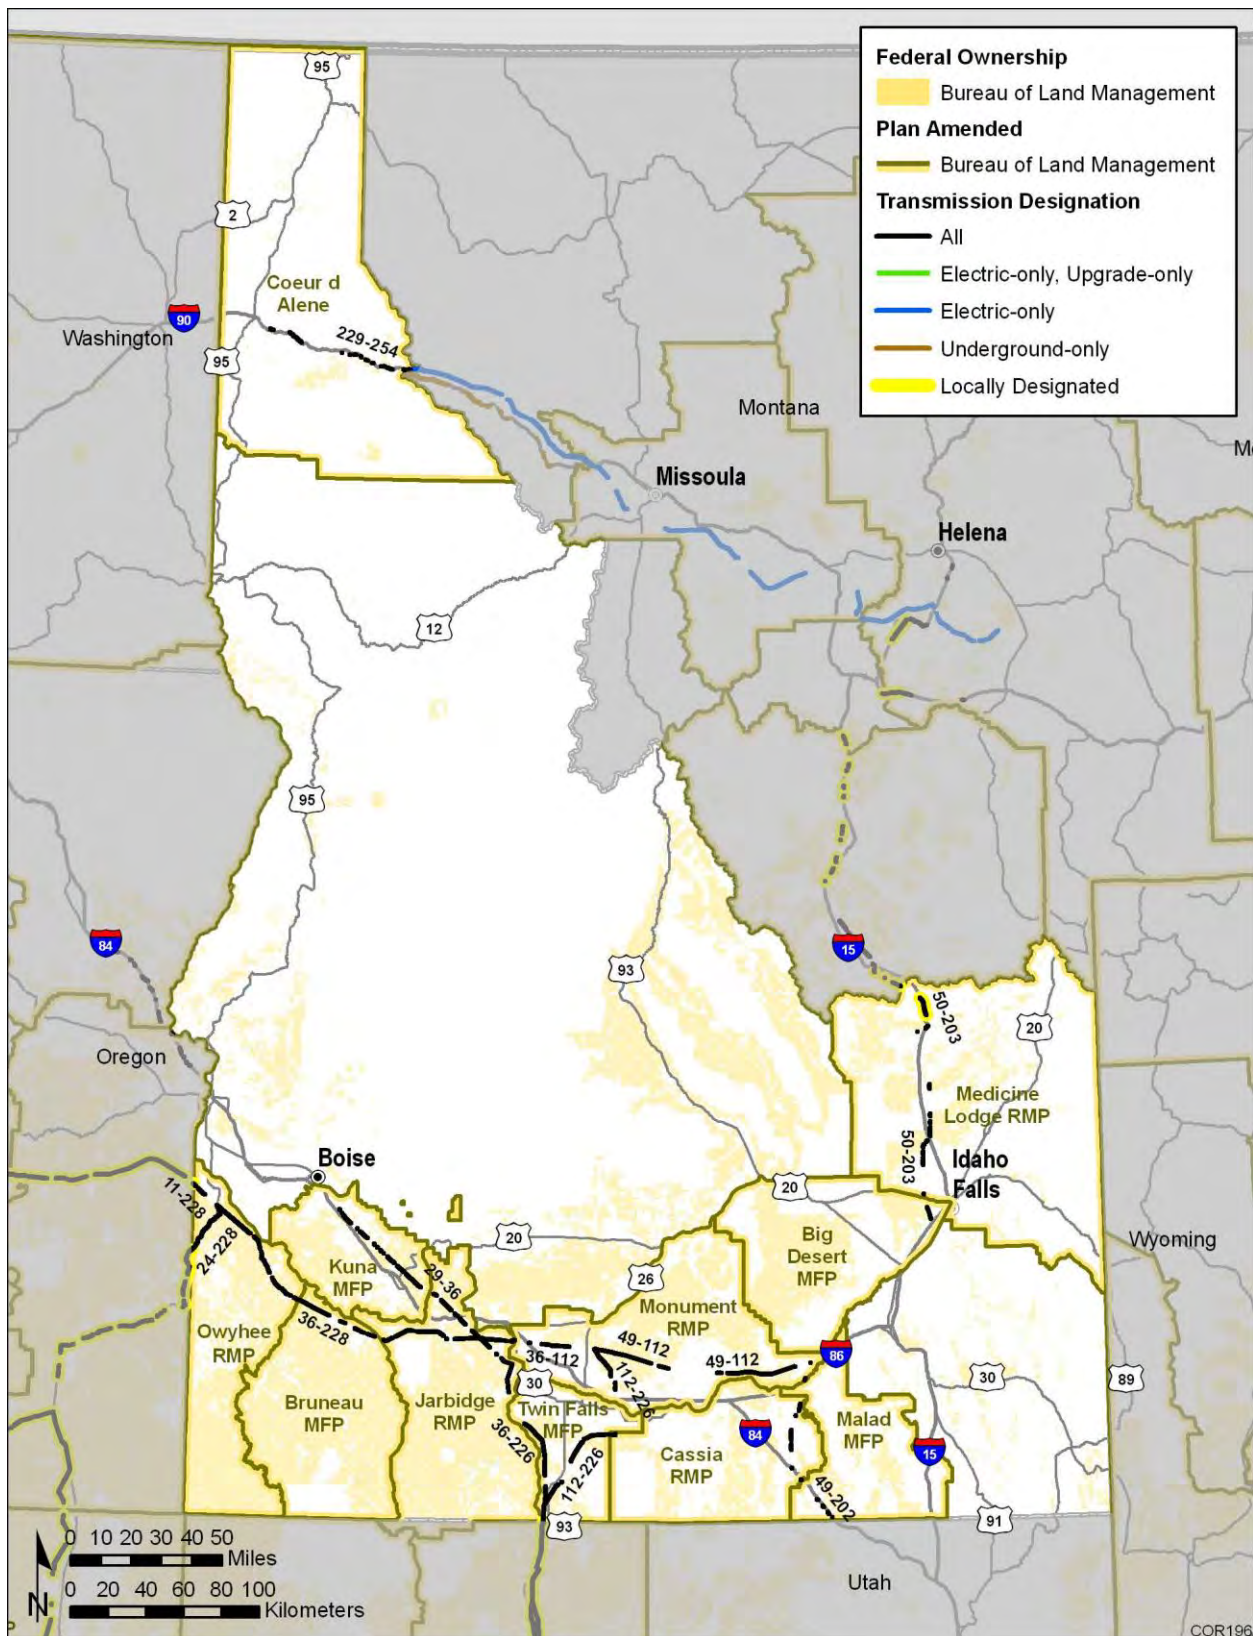 Federal Ownership
Bureau of Land Management
Plan Amended
Bureau of Land Management
Transmission Designation
All
Electric-only, Upgrade-only
Electric-only
Underground-only
Locally Designated
95
2
Coeur d
Alene
90
Washington
95
229-254
Montana
Missoula
Helena
12
95
84
15
93
50-203
20
Oregon
Medicine
Lodge RMP
50-203
Idaho
Falls
Boise
11-228
24-228
20
20
Big
Desert
MFP
Wyoming
Kuna
MFP
29-36
26
Monument
RMP
Owyhee
RMP
36-228
36-112
49-112
49-112
86
112-226
30
30
89
Bruneau
MFP
Jarbidge
RMP
Twin Falls
MFP
36-226
112-226
Cassia
RMP
84
Malad
MFP
15
49-202
93
91
0 10 20 30 40 50
Miles
0 20 40 60 80 100
Kilometers
N
Utah
COR196